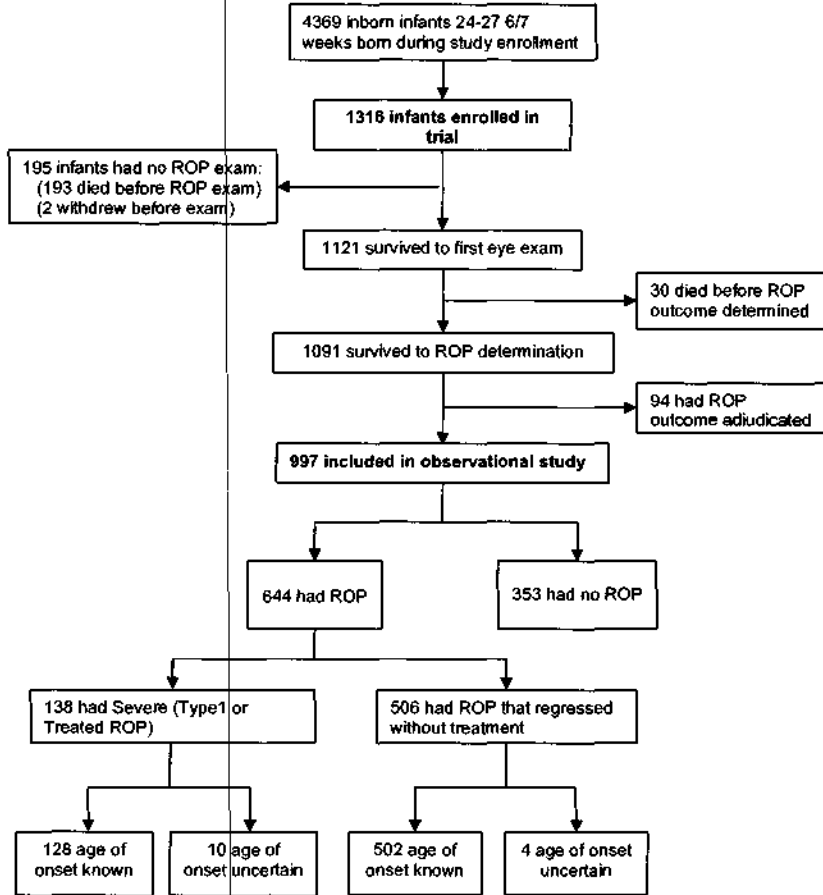 4369 inborn infants 24-27 6/7
weeks born during study enrollment
1316 infants enrolled in
trial
195 infants had no ROP exam:
(193 died before ROP exam)
(2 withdrew before exam)
1121 survived to first eye exam
30 died before ROP
outcome determined
1091 survived to ROP determination
94 had ROP
outcome adjudicated
997 included in observational study
644 had ROP
353 had no ROP
138 had Severe (Type1 or
Treated ROP)
506 had ROP that regressed
without treatment
128 age of
onset known
10 age of
onset uncertain
502 age of
onset known
4 age of onset
uncertain